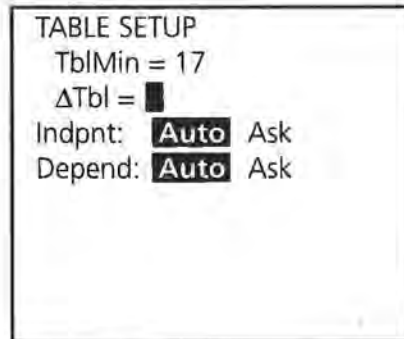 TABLE SETUP
TblMin = 17
ΔTbl =
Indpnt: Auto Ask
Depend: Auto Ask